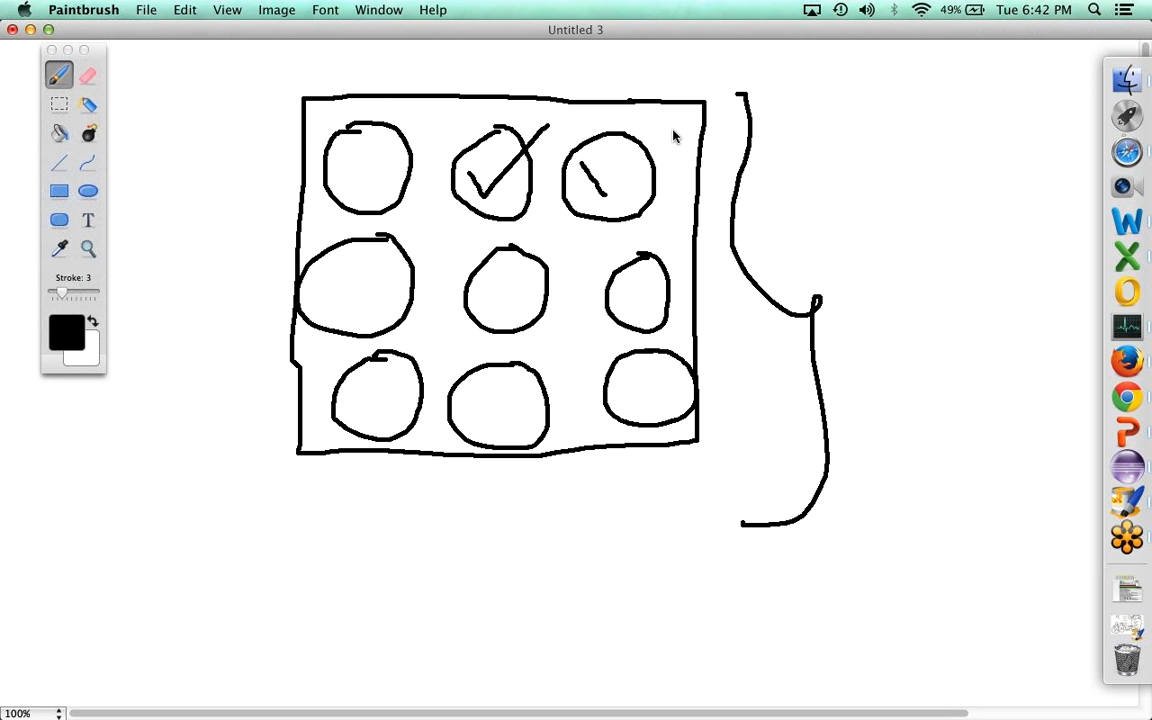 Paintbrush File Edit View Image Font Window Help 49% Tue 6:42 PM
Untitled 3
T
Stroke: 3
W
X
O
P
100%